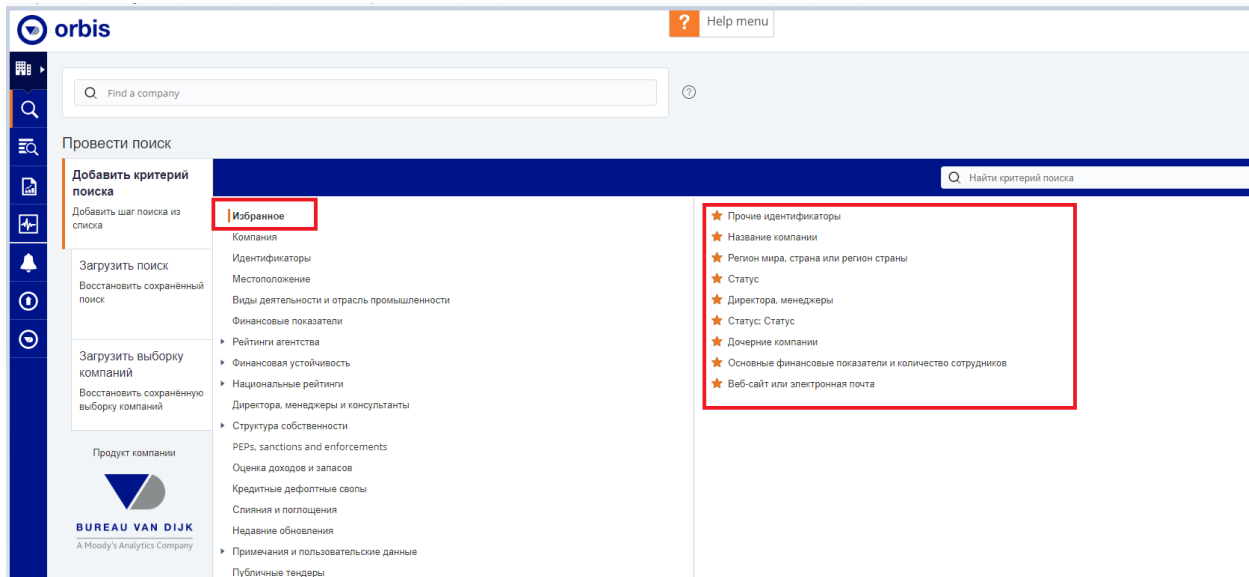 orbis
? Help menu
Find a company
?
Провести поиск
Добавить критерий
поиска
Добавить шаг поиска из
списка
Загрузить поиск
Восстановить сохранённый
поиск
Загрузить выборку
компаний
Восстановить сохранённую
выборку компаний
Продукт компании
BUREAU VAN DIJK
A Moody's Analytics Company
Найти критерий поиска
Избранное
Компания
Идентификаторы
Местоположение
Виды деятельности и отрасль промышленности
Финансовые показатели
Рейтинги агентства
Финансовая устойчивость
Национальные рейтинги
Директора, менеджеры и консультанты
Структура собственности
PEPs, sanctions and enforcements
Оценка доходов и запасов
Кредитные дефолтные свопы
Слияния и поглощения
Недавние обновления
Примечания и пользовательские данные
Публичные тендеры
Прочие идентификаторы
Название компании
Регион мира, страна или регион страны
Статус
Директора, менеджеры
Статус: Статус
Дочерние компании
Основные финансовые показатели и количество сотрудников
Веб-сайт или электронная почта